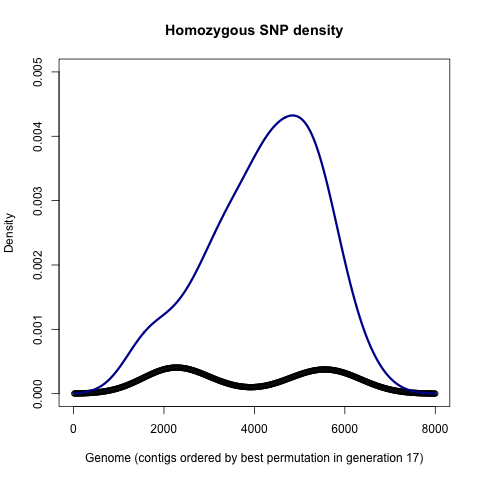 Homozygous SNP density
Density
0.005
0.004
0.003
0.002
0.001
0.000
0 2000 4000 6000 8000
Genome (contigs ordered by best permutation in generation 17)